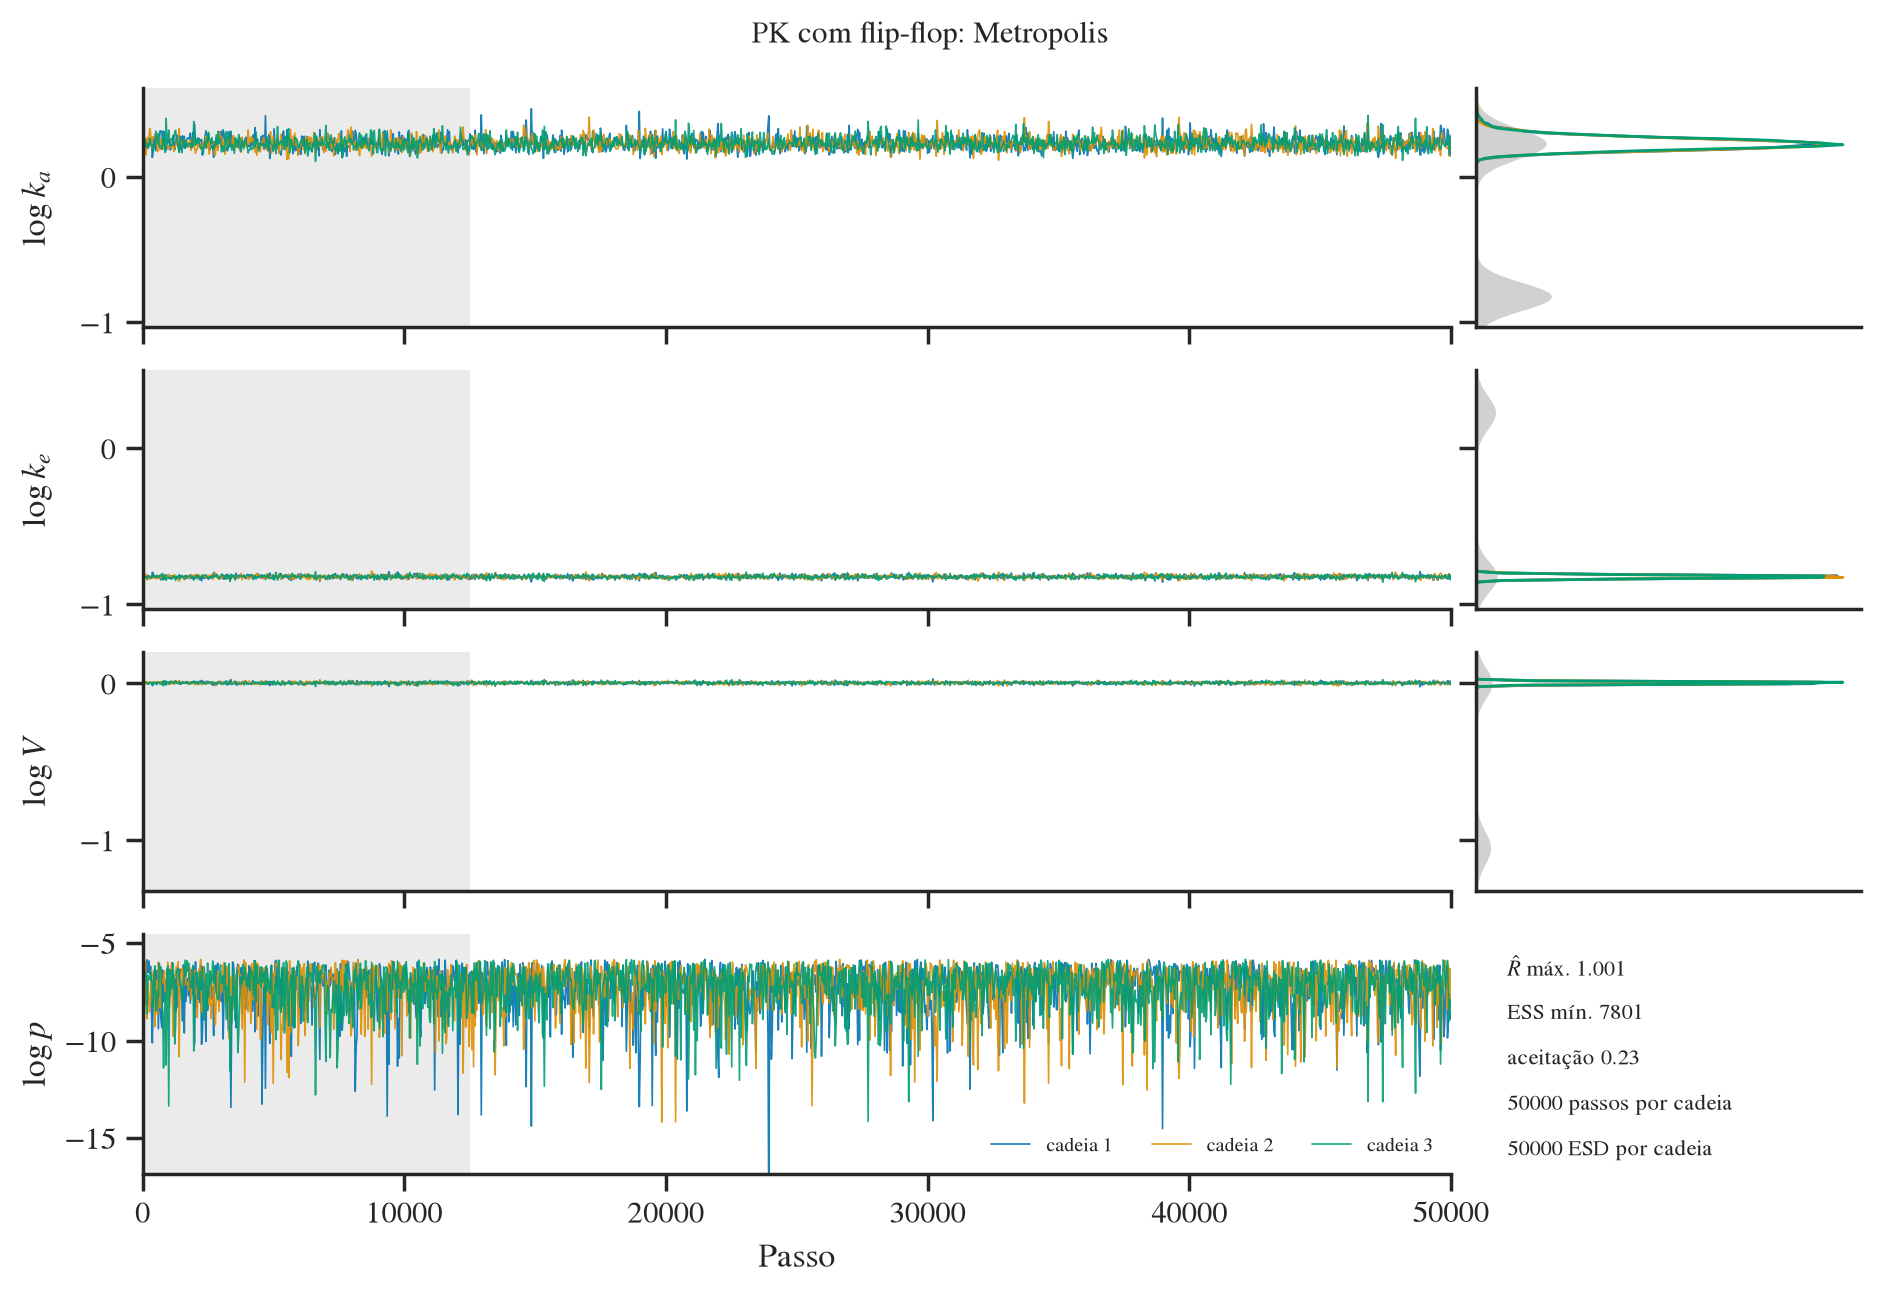 PK com flip-flop: Metropolis
log kₐ
0
−1
log kₑ
0
−1
log V
0
−1
log p
−5
−10
−15
cadeia 1
cadeia 2
cadeia 3
R̂ máx. 1.001
ESS mín. 7801
aceitação 0.23
50000 passos por cadeia
50000 ESD por cadeia
0 10000 20000 30000 40000 50000
Passo